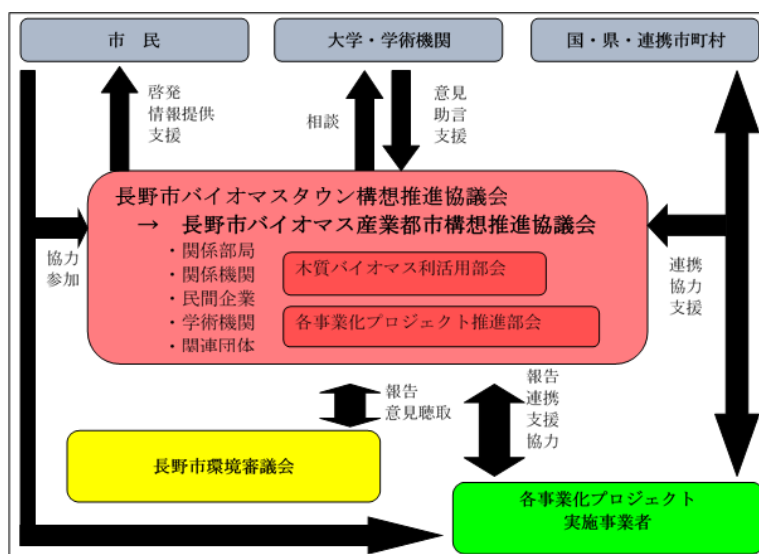 市 民
大学・学術機関
国・県・連携市町村
啓発
情報提供
支援
相談
意見
助言
支援
長野市バイオマスタウン構想推進協議会
→ 長野市バイオマス産業都市構想推進協議会
・関係部局
・関係機関
・民間企業
・学術機関
・関連団体
木質バイオマス利活用部会
各事業化プロジェクト推進部会
協力
参加
連携
協力
支援
報告
意見聴取
報告
連携
支援
協力
長野市環境審議会
各事業化プロジェクト
実施事業者